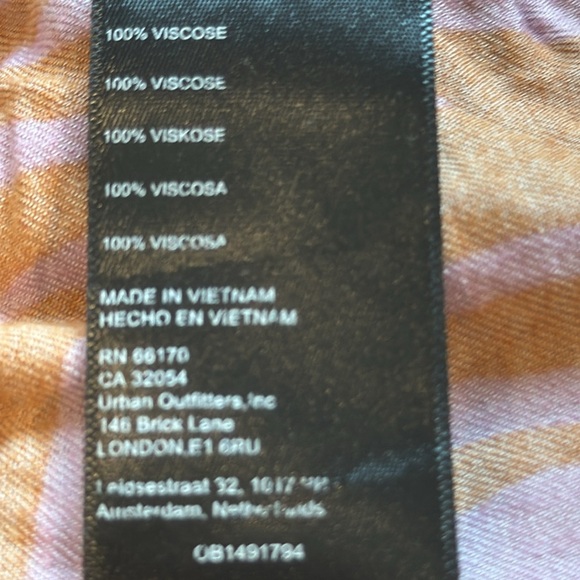 100% VISCOSE
100% VISCOSE
100% VISKOSE
100% VISCOSA
100% VISCOSA
MADE IN VIETNAM
HECHO EN VIETNAM
RN 66170
CA 32054
Urban Outfitters,Inc
146 Brick Lane
LONDON.E1 6RU
Leidsestraat 32, 1017
Amsterdam, Netherlands
OB1491794